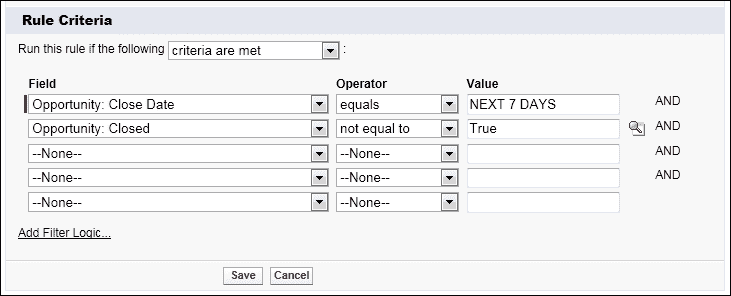 Rule Criteria
Run this rule if the following criteria are met :
Field Operator Value
Opportunity: Close Date equals NEXT 7 DAYS AND
Opportunity: Closed not equal to True AND
--None-- --None-- AND
--None-- --None-- AND
--None-- --None--
Add Filter Logic...
Save Cancel